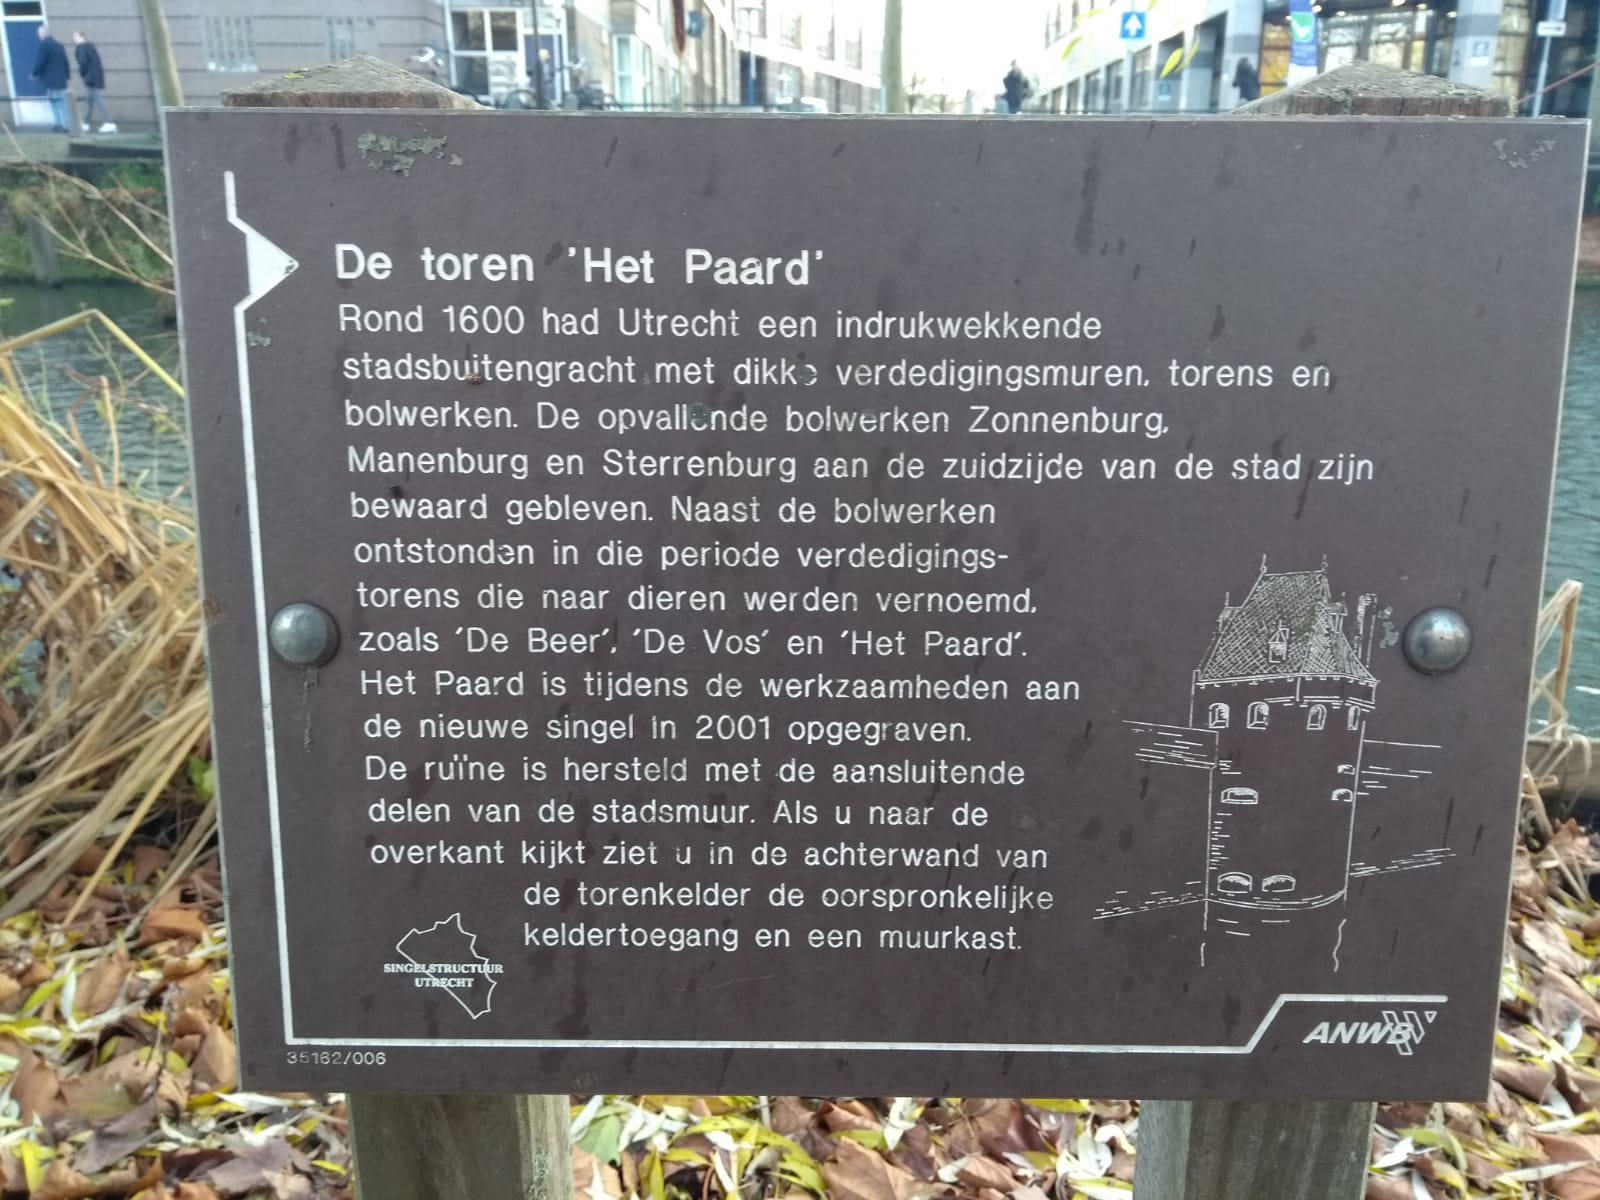 De toren 'Het Paard'
Rond 1600 had Utrecht een indrukwekkende
stadsbuitengracht met dikke verdedigingsmuren, torens en
bolwerken. De opvallende bolwerken Zonnenburg,
Manenburg en Sterrenburg aan de zuidzijde van de stad zijn
bewaard gebleven. Naast de bolwerken
ontstonden in die periode verdedigings-
torens die naar dieren werden vernoemd,
zoals 'De Beer', 'De Vos' en 'Het Paard'.
Het Paard is tijdens de werkzaamheden aan
de nieuwe singel in 2001 opgegraven.
De ruïne is hersteld met de aansluitende
delen van de stadsmuur. Als u naar de
overkant kijkt ziet u in de achterwand van
de torenkelder de oorspronkelijke
keldertoegang en een muurkast.
SINGELSTRUCTUUR
UTRECHT
35162/006
ANWB